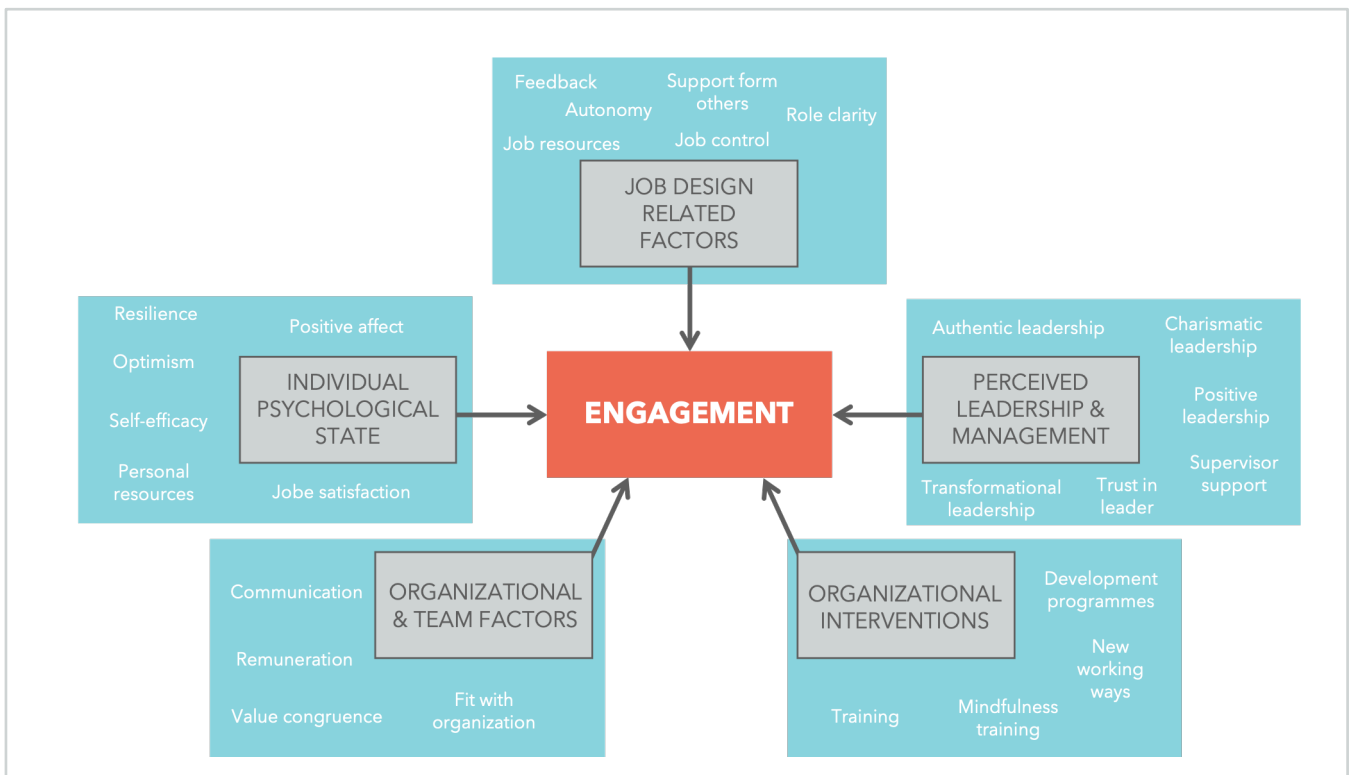 Feedback
Support form
others
Autonomy
Role clarity
Job resources
Job control
JOB DESIGN
RELATED
FACTORS
Resilience
Positive affect
Optimism
INDIVIDUAL
PSYCHOLOGICAL
STATE
Self-efficacy
Personal
resources
Jobe satisfaction
ENGAGEMENT
Authentic leadership
Charismatic
leadership
PERCEIVED
LEADERSHIP &
MANAGEMENT
Positive
leadership
Supervisor
support
Transformational
leadership
Trust in
leader
Communication
ORGANIZATIONAL
& TEAM FACTORS
Remuneration
Value congruence
Fit with
organization
ORGANIZATIONAL
INTERVENTIONS
Development
programmes
New
working
ways
Training
Mindfulness
training